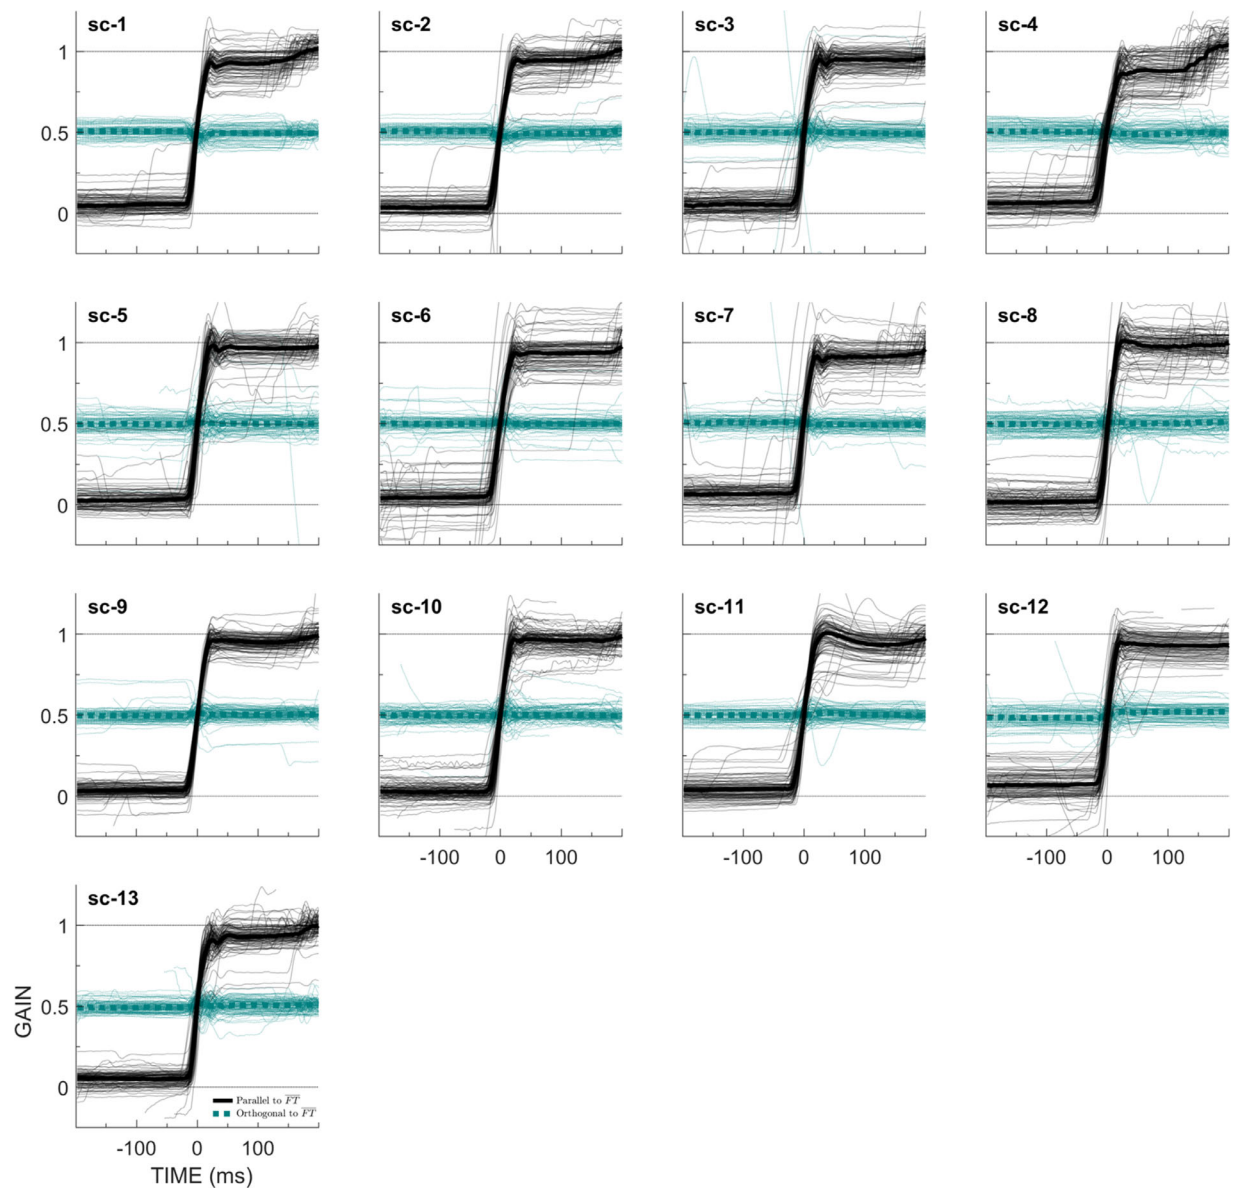 sc-1 sc-2 sc-3 sc-4
1
0.5
0
sc-5 sc-6 sc-7 sc-8
1
0.5
0
sc-9 sc-10 sc-11 sc-12
1
0.5
0
-100 0 100 -100 0 100 -100 0 100
sc-13
1
0.5
0
GAIN
Parallel to FT
Orthogonal to FT
-100 0 100
TIME (ms)